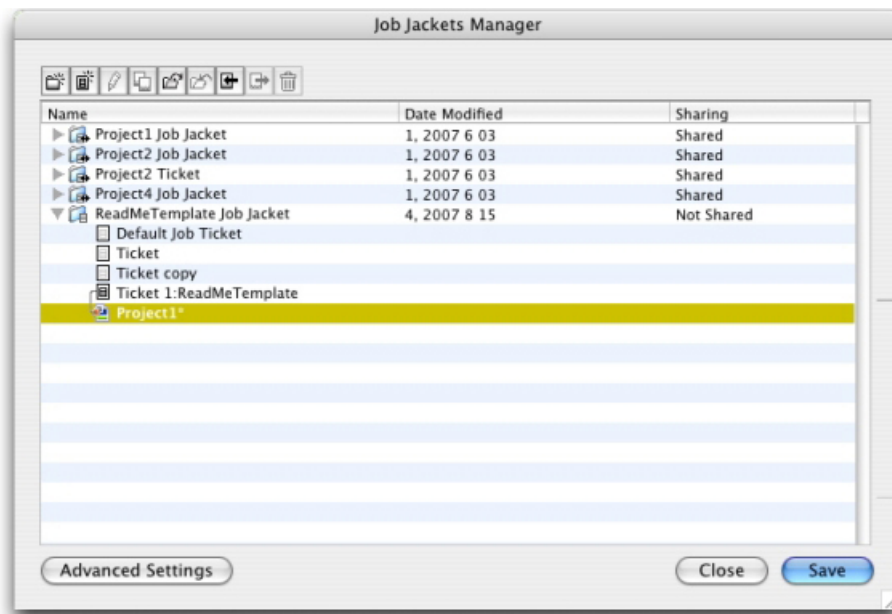 Job Jackets Manager
Name Date Modified Sharing
Project1 Job Jacket 1, 2007 6 03 Shared
Project2 Job Jacket 1, 2007 6 03 Shared
Project2 Ticket 1, 2007 6 03 Shared
Project4 Job Jacket 1, 2007 6 03 Shared
ReadMeTemplate Job Jacket 4, 2007 8 15 Not Shared
Default Job Ticket
Ticket
Ticket copy
Ticket 1:ReadMeTemplate
Project1*
Advanced Settings Close Save